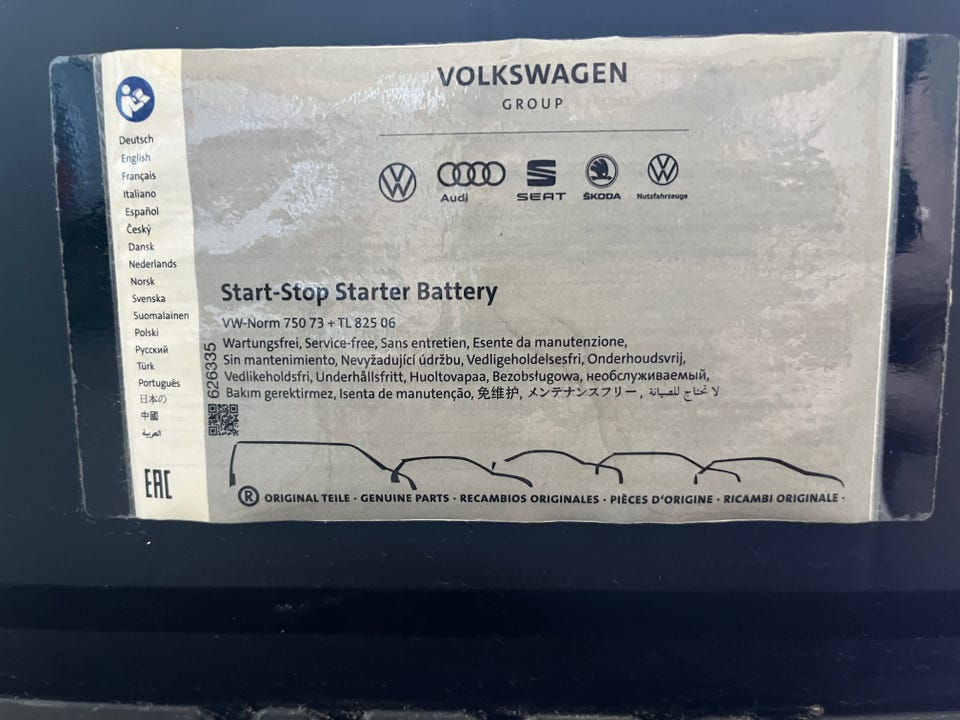 VOLKSWAGEN
GROUP
Audi
SEAT
ŠKODA
Nutzfahrzeuge
Deutsch
English
Français
Italiano
Español
Český
Dansk
Nederlands
Norsk
Svenska
Suomalainen
Polski
Русский
Türk
Português
日本の
中國
العربية
EAC
Start-Stop Starter Battery
VW-Norm 750 73 + TL 825 06
Wartungsfrei, Service-free, Sans entretien, Esente da manutenzione,
Sin mantenimiento, Nevyžadující údržbu, Vedligeholdelsesfri, Onderhoudsvrij,
Vedlikeholdsfri, Underhållsfritt, Huoltovapaa, Bezobsługowa, необслуживаемый,
Bakım gerektirmez, Isenta de manutenção, 免维护, メンテナンスフリー, لا تحتاج للصيانة
626335
® ORIGINAL TEILE · GENUINE PARTS · RECAMBIOS ORIGINALES · PIÈCES D'ORIGINE · RICAMBI ORIGINALE ·